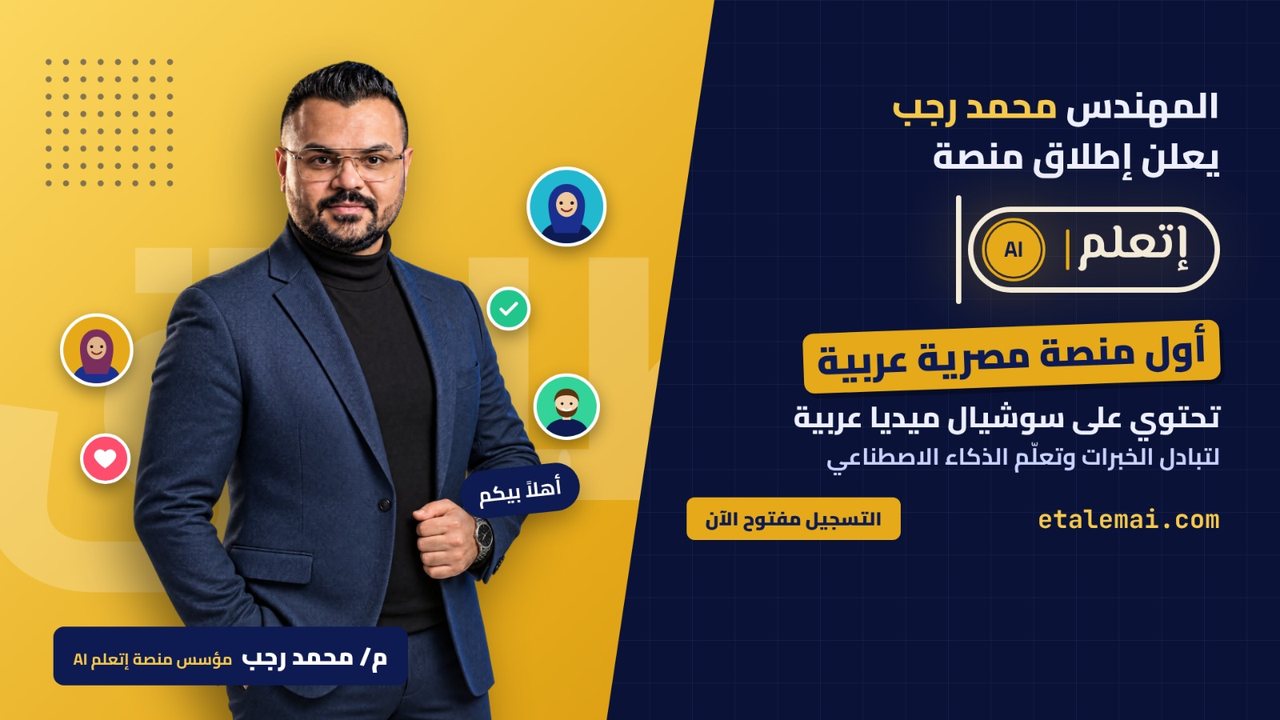 المهندس محمد رجب
يعلن إطلاق منصة
إتعلم | AI
أول منصة مصرية عربية
تحتوي على سوشيال ميديا عربية
لتبادل الخبرات وتعلّم الذكاء الاصطناعي
etalemai.com
التسجيل مفتوح الآن
أهلاً بيكم
م/ محمد رجب مؤسس منصة إتعلم AI